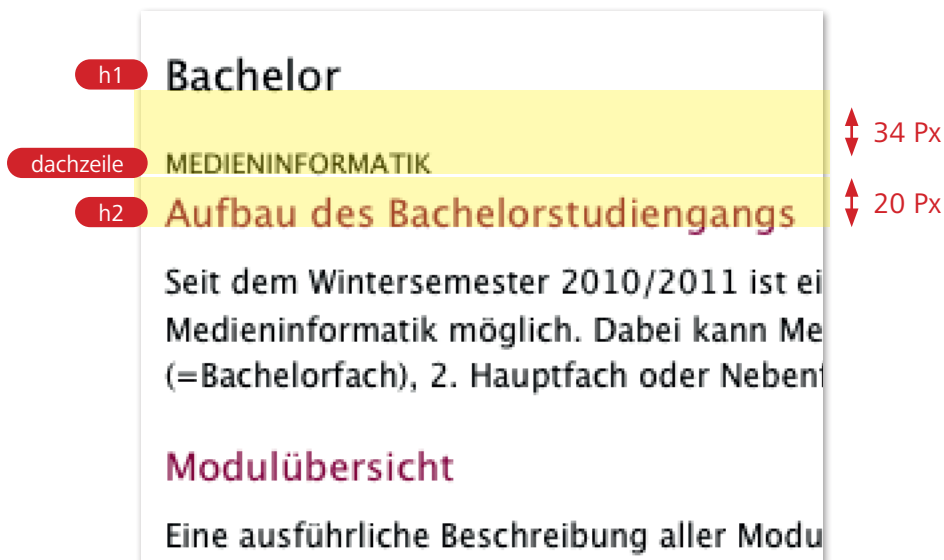 h1 Bachelor
34 Px
dachzeile MEDIENINFORMATIK
h2 Aufbau des Bachelorstudiengangs 20 Px
Seit dem Wintersemester 2010/2011 ist ei
Medieninformatik möglich. Dabei kann Me
(=Bachelorfach), 2. Hauptfach oder Neben
Modulübersicht
Eine ausführliche Beschreibung aller Modu